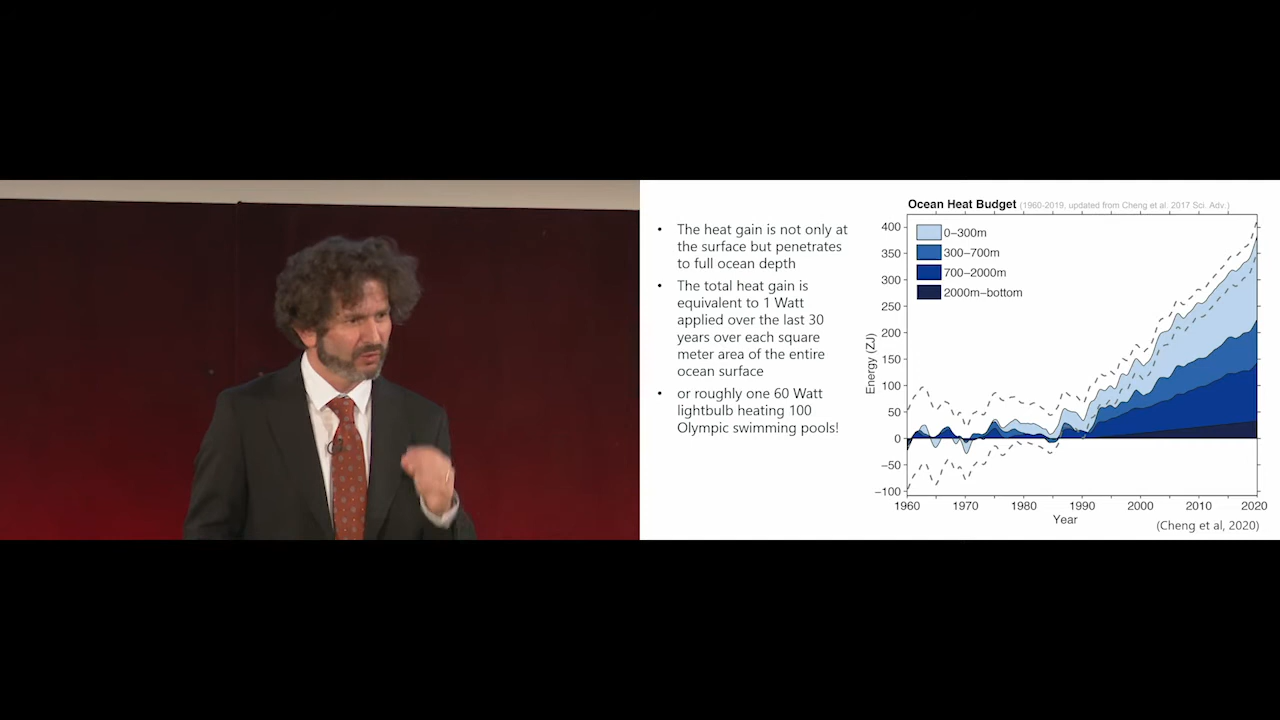 • The heat gain is not only at
the surface but penetrates
to full ocean depth
• The total heat gain is
equivalent to 1 Watt
applied over the last 30
years over each square
meter area of the entire
ocean surface
• or roughly one 60 Watt
lightbulb heating 100
Olympic swimming pools!
Ocean Heat Budget (1960-2019, updated from Cheng et al. 2017 Sci. Adv.)
0–300m
300–700m
700–2000m
2000m–bottom
Energy (ZJ)
400
350
300
250
200
150
100
50
0
−50
−100
1960 1970 1980 1990 2000 2010 2020
Year
(Cheng et al, 2020)